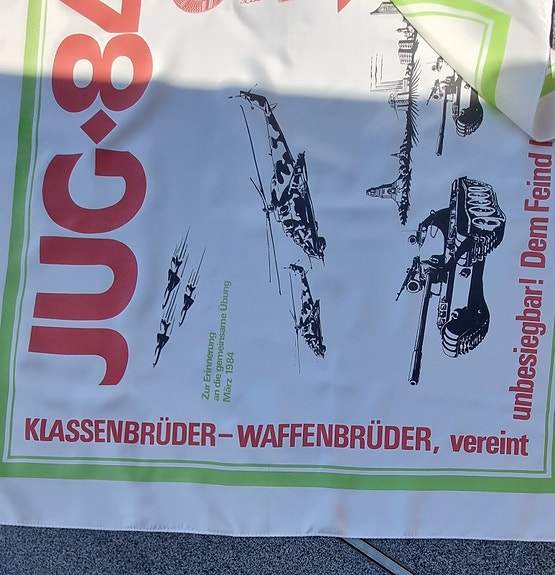 JUG·84
Zur Erinnerung
an die gemeinsame Übung
März 1984
KLASSENBRÜDER–WAFFENBRÜDER, vereint
unbesiegbar! Dem Feind